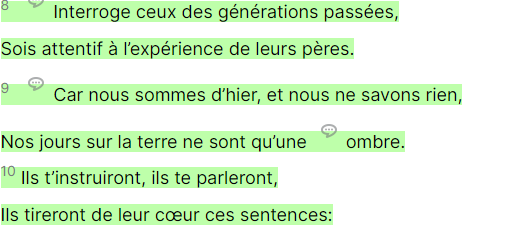 8 Interroge ceux des générations passées,
Sois attentif à l’expérience de leurs pères.
9 Car nous sommes d’hier, et nous ne savons rien,
Nos jours sur la terre ne sont qu’une ombre.
10 Ils t’instruiront, ils te parleront,
Ils tireront de leur cœur ces sentences: